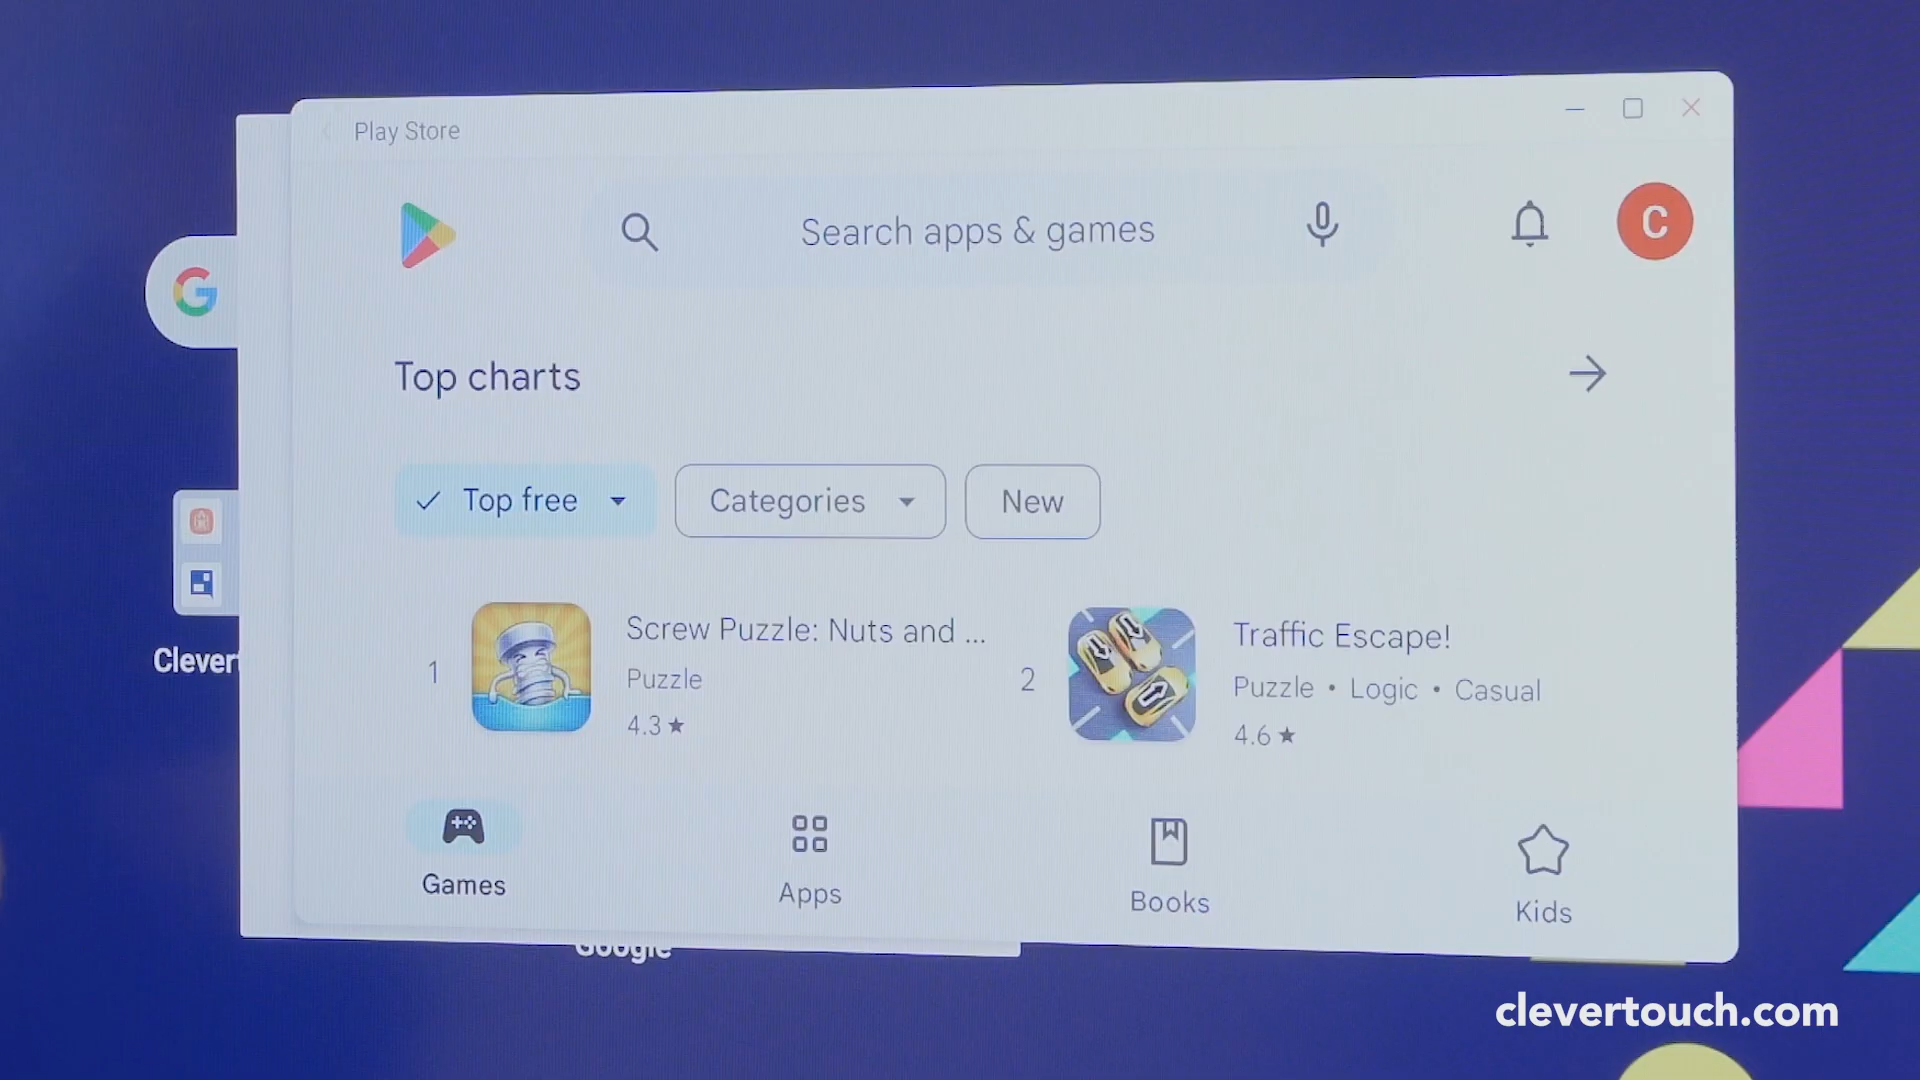 Play Store
Search apps & games
C
G
Top charts
Top free
Categories
New
1
Screw Puzzle: Nuts and ...
Puzzle
4.3 ★
2
Traffic Escape!
Puzzle • Logic • Casual
4.6 ★
Clever
Games
Apps
Books
Kids
Google
clevertouch.com